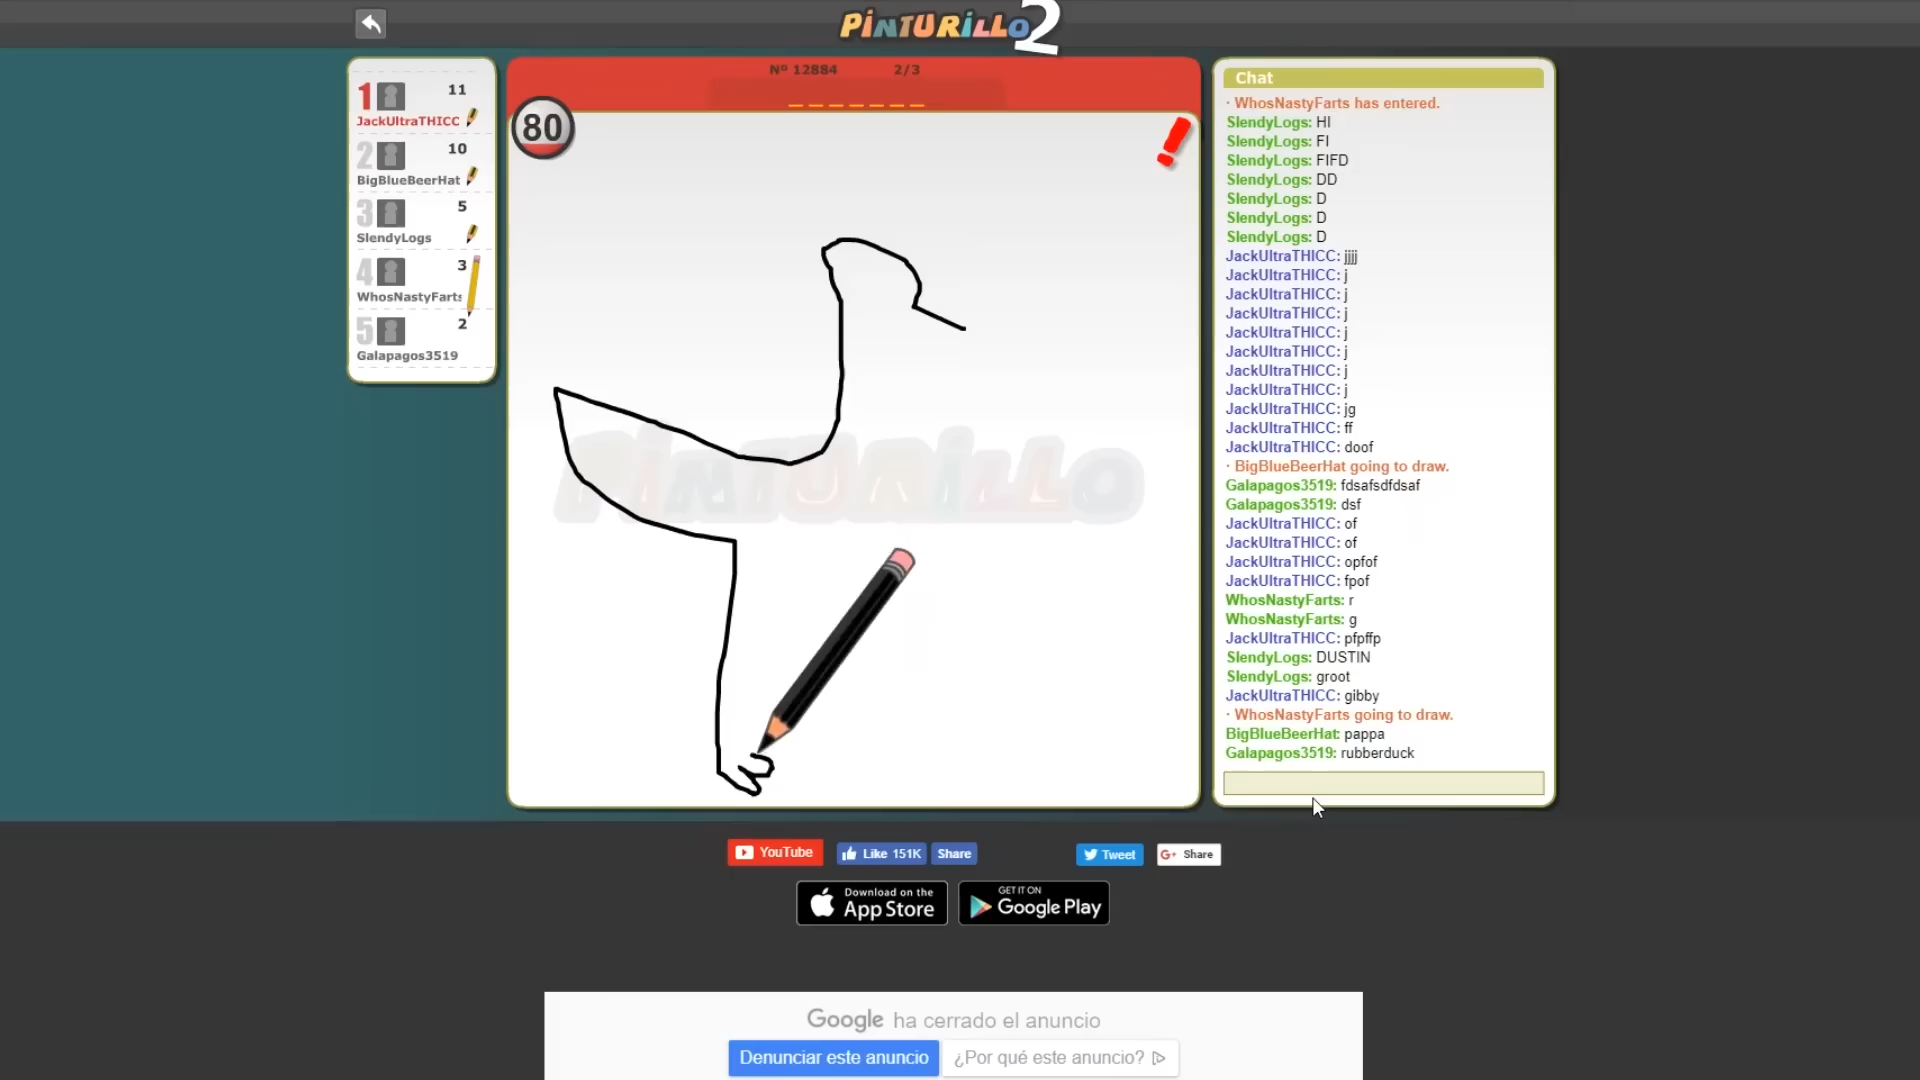 PINTURILLO 2
Nº 12884 2/3
_ _ _ _ _ _ _
80
1 11
JackUltraTHICC
2 10
BigBlueBeerHat
3 5
SlendyLogs
4 3
WhosNastyFarts
5 2
Galapagos3519
PINTURILLO
Chat
· WhosNastyFarts has entered.
SlendyLogs: HI
SlendyLogs: FI
SlendyLogs: FIFD
SlendyLogs: DD
SlendyLogs: D
SlendyLogs: D
SlendyLogs: D
JackUltraTHICC: jjjj
JackUltraTHICC: j
JackUltraTHICC: j
JackUltraTHICC: j
JackUltraTHICC: j
JackUltraTHICC: j
JackUltraTHICC: j
JackUltraTHICC: j
JackUltraTHICC: jg
JackUltraTHICC: ff
JackUltraTHICC: doof
· BigBlueBeerHat going to draw.
Galapagos3519: fdsafsdfdsaf
Galapagos3519: dsf
JackUltraTHICC: of
JackUltraTHICC: of
JackUltraTHICC: opfof
JackUltraTHICC: fpof
WhosNastyFarts: r
WhosNastyFarts: g
JackUltraTHICC: pfpffp
SlendyLogs: DUSTIN
SlendyLogs: groot
JackUltraTHICC: gibby
· WhosNastyFarts going to draw.
BigBlueBeerHat: pappa
Galapagos3519: rubberduck
YouTube Like 151K Share Tweet G+ Share
Download on the App Store
GET IT ON Google Play
Google ha cerrado el anuncio
Denunciar este anuncio ¿Por qué este anuncio?